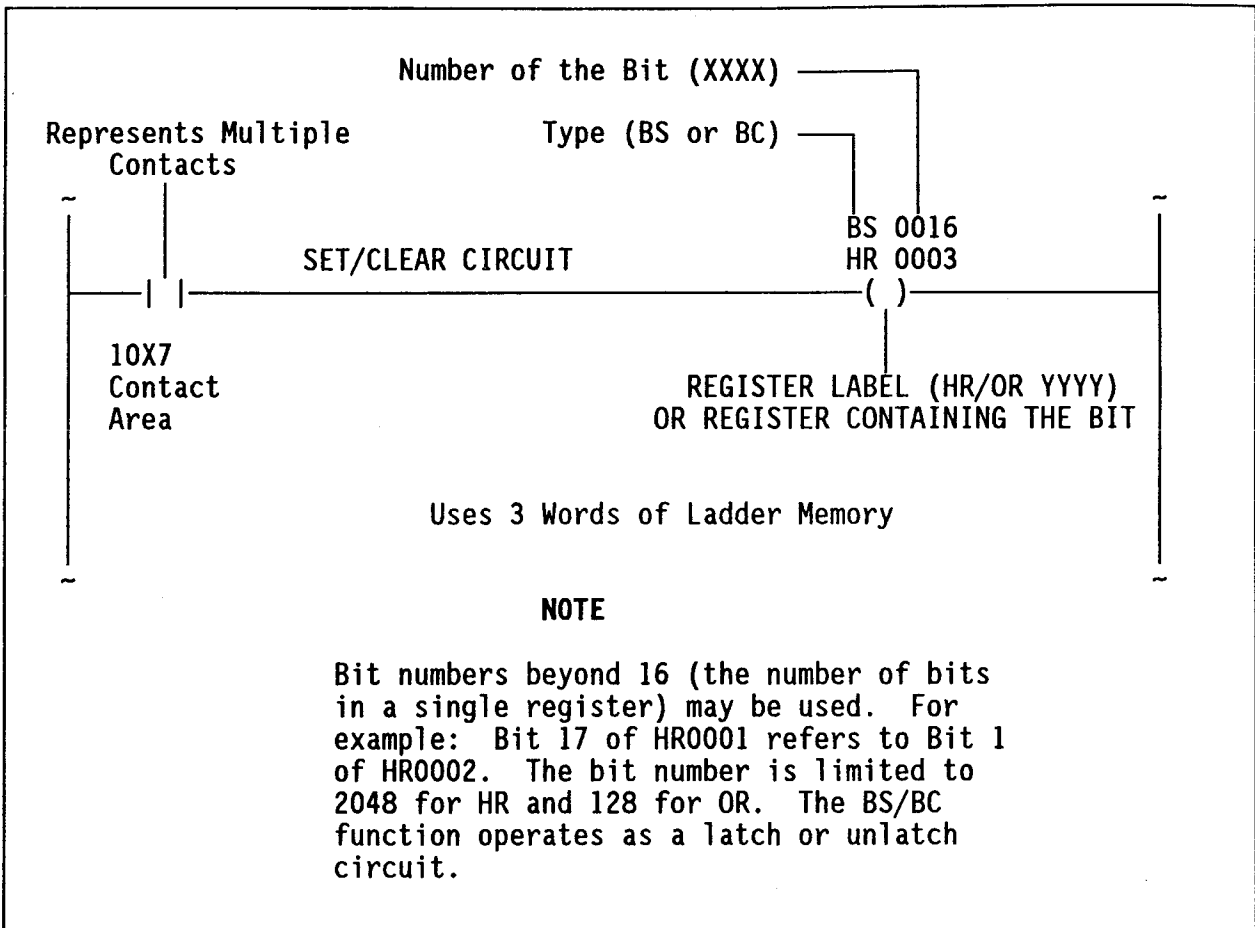 Number of the Bit (XXXX)
Represents Multiple
Contacts
Type (BS or BC)
BS 0016
HR 0003
SET/CLEAR CIRCUIT
10X7
Contact
Area
REGISTER LABEL (HR/OR YYYY)
OR REGISTER CONTAINING THE BIT
Uses 3 Words of Ladder Memory
NOTE
Bit numbers beyond 16 (the number of bits
in a single register) may be used. For
example: Bit 17 of HR0001 refers to Bit 1
of HR0002. The bit number is limited to
2048 for HR and 128 for OR. The BS/BC
function operates as a latch or unlatch
circuit.